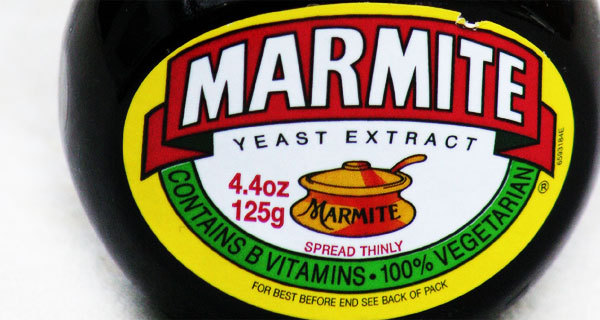 MARMITE
YEAST EXTRACT
4.4oz
125g
MARMITE
SPREAD THINLY
CONTAINS B VITAMINS • 100% VEGETARIAN
®
FOR BEST BEFORE END SEE BACK OF PACK